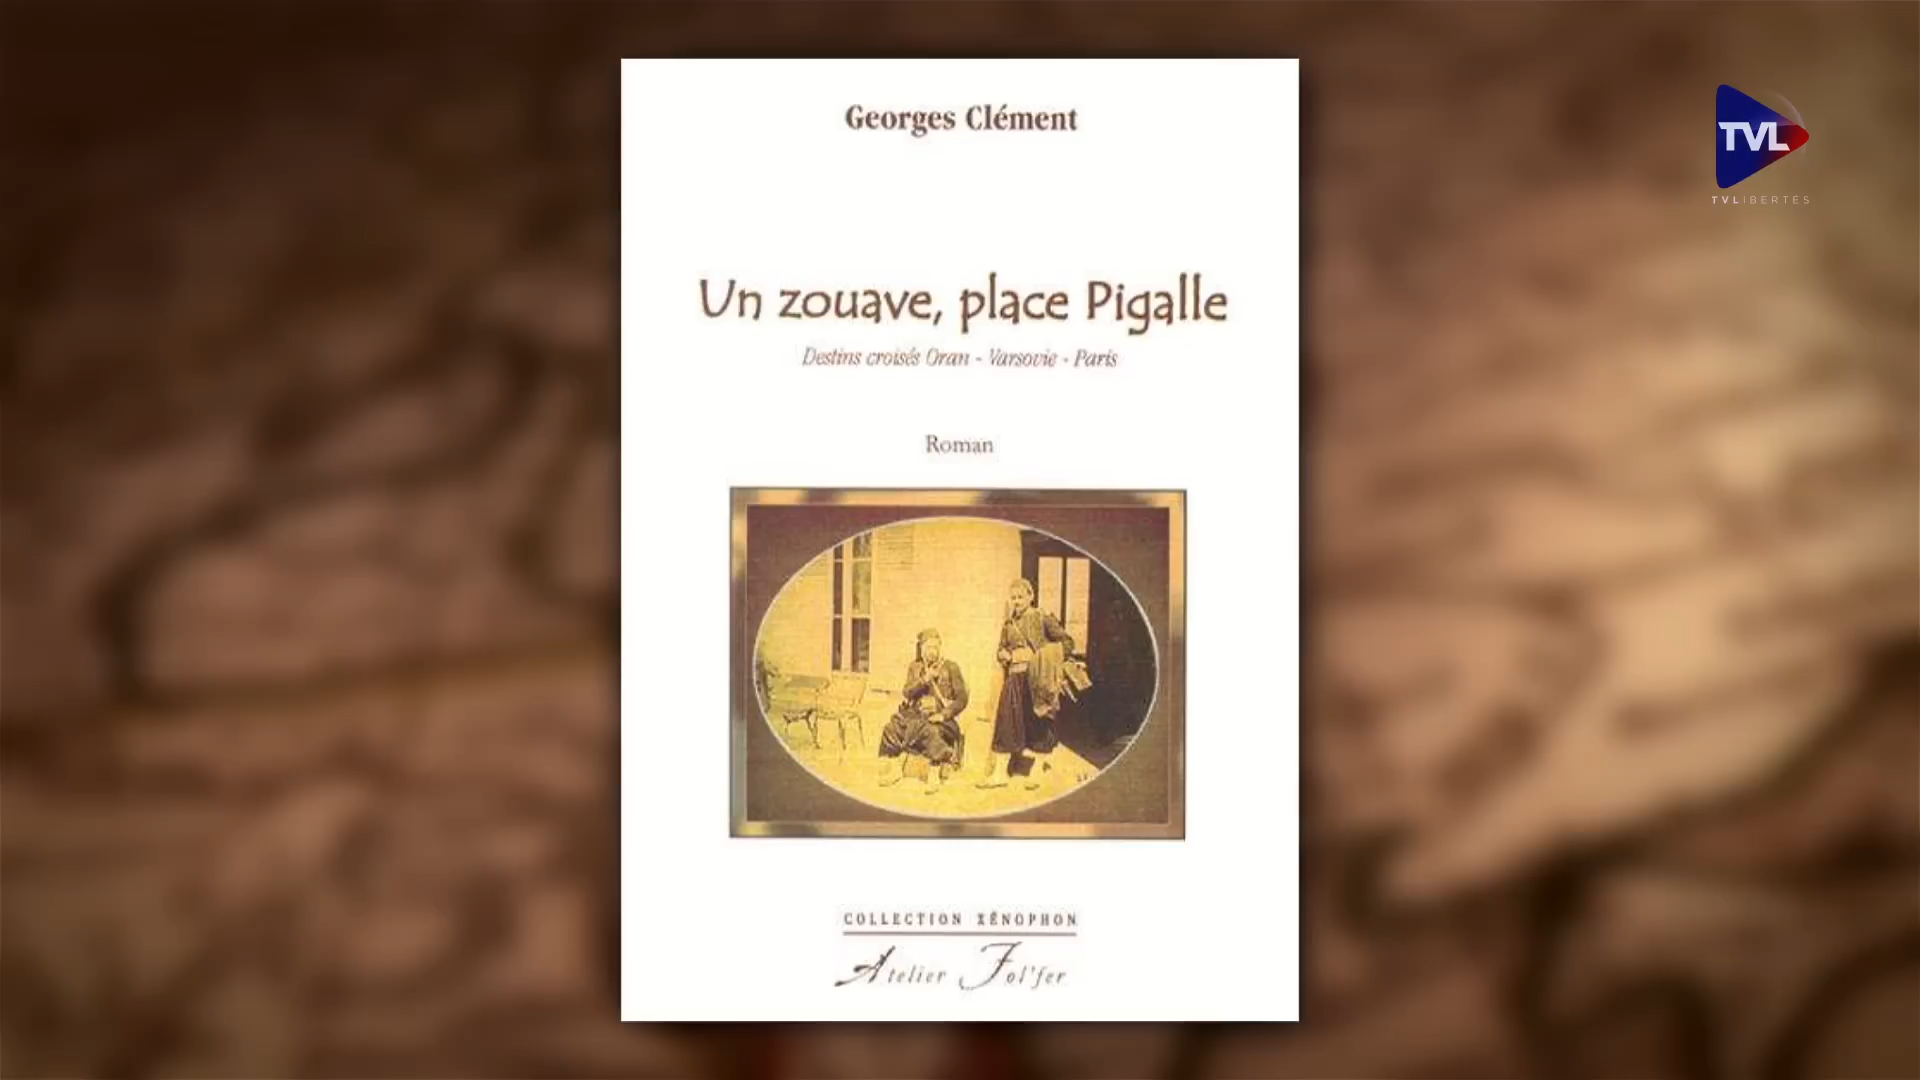 Georges Clément
TVL
TVLIBERTÉS
Un zouave, place Pigalle
Destins croisés Oran - Varsovie - Paris
Roman
COLLECTION XÉNOPHON
Atelier Fol'fer